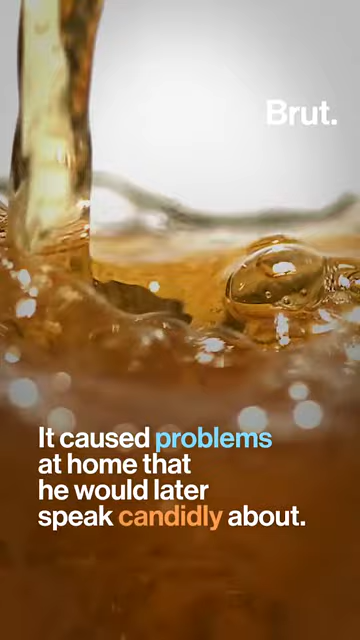 Brut.
It caused problems
at home that
he would later
speak candidly about.